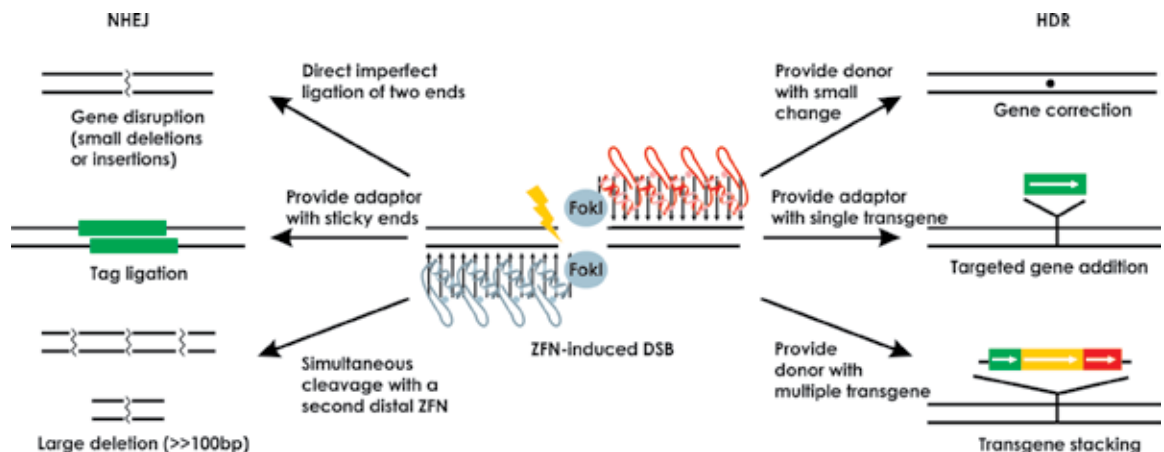 NHEJ
HDR
Direct imperfect
ligation of two ends
Gene disruption
(small deletions
or insertions)
Provide adaptor
with sticky ends
Tag ligation
Simultaneous
cleavage with a
second distal ZFN
Large deletion (>>100bp)
FokI
FokI
ZFN-induced DSB
Provide donor
with small
change
Gene correction
Provide adaptor
with single transgene
Targeted gene addition
Provide
donor with
multiple transgene
Transgene stacking